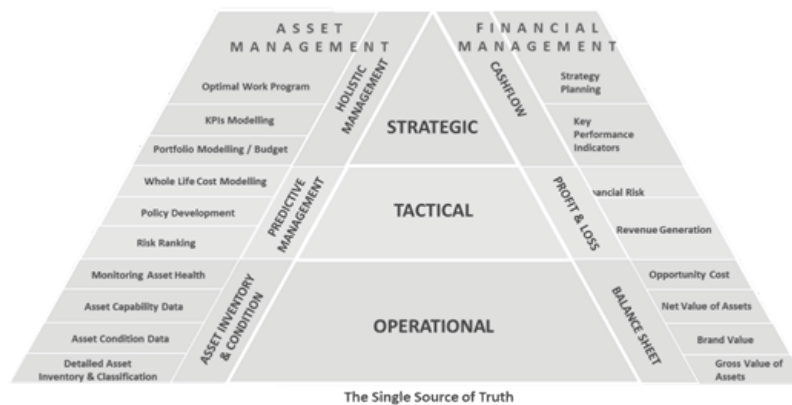 ASSET
MANAGEMENT
FINANCIAL
MANAGEMENT
Optimal Work Program
KPIs Modelling
Portfolio Modelling / Budget
HOLISTIC
MANAGEMENT
STRATEGIC
CASHFLOW
Strategy
Planning
Key
Performance
Indicators
Whole Life Cost Modelling
Policy Development
Risk Ranking
PREDICTIVE
MANAGEMENT
TACTICAL
PROFIT & LOSS
ancial Risk
Revenue Generation
Monitoring Asset Health
Asset Capability Data
Asset Condition Data
Detailed Asset
Inventory & Classification
ASSET INVENTORY
& CONDITION
OPERATIONAL
BALANCE SHEET
Opportunity Cost
Net Value of Assets
Brand Value
Gross Value of
Assets
The Single Source of Truth